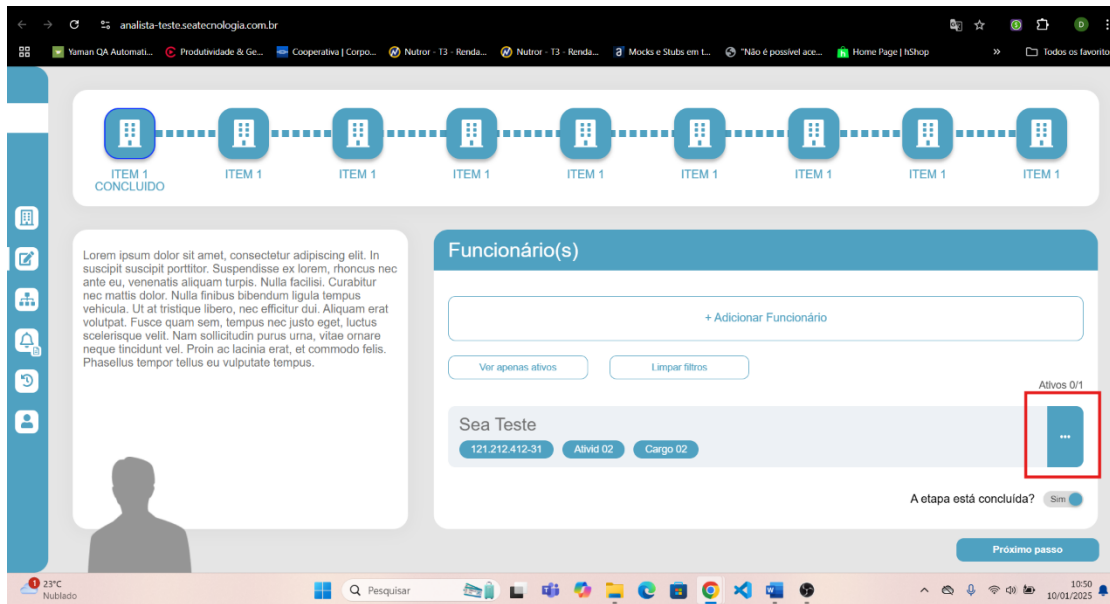 analista-teste.seatecnologia.com.br
Yaman QA Automati...
Produtividade & Ge...
Cooperativa | Corpo...
Nutror - T3 - Renda...
Nutror - T3 - Renda...
Mocks e Stubs em t...
"Não é possível ace...
Home Page | hShop
»
Todos os favorito
ITEM 1
CONCLUIDO
ITEM 1
ITEM 1
ITEM 1
ITEM 1
ITEM 1
ITEM 1
ITEM 1
ITEM 1
Lorem ipsum dolor sit amet, consectetur adipiscing elit. In
suscipit suscipit porttitor. Suspendisse ex lorem, rhoncus nec
ante eu, venenatis aliquam turpis. Nulla facilisi. Curabitur
nec mattis dolor. Nulla finibus bibendum ligula tempus
vehicula. Ut at tristique libero, nec efficitur dui. Aliquam erat
volutpat. Fusce quam sem, tempus nec justo eget, luctus
scelerisque velit. Nam sollicitudin purus urna, vitae ornare
neque tincidunt vel. Proin ac lacinia erat, et commodo felis.
Phasellus tempor tellus eu vulputate tempus.
Funcionário(s)
+ Adicionar Funcionário
Ver apenas ativos
Limpar filtros
Ativos 0/1
Sea Teste
121.212.412-31
Ativid 02
Cargo 02
...
A etapa está concluída?
Sim
Próximo passo
1
23°C
Nublado
Pesquisar
10:50
10/01/2025